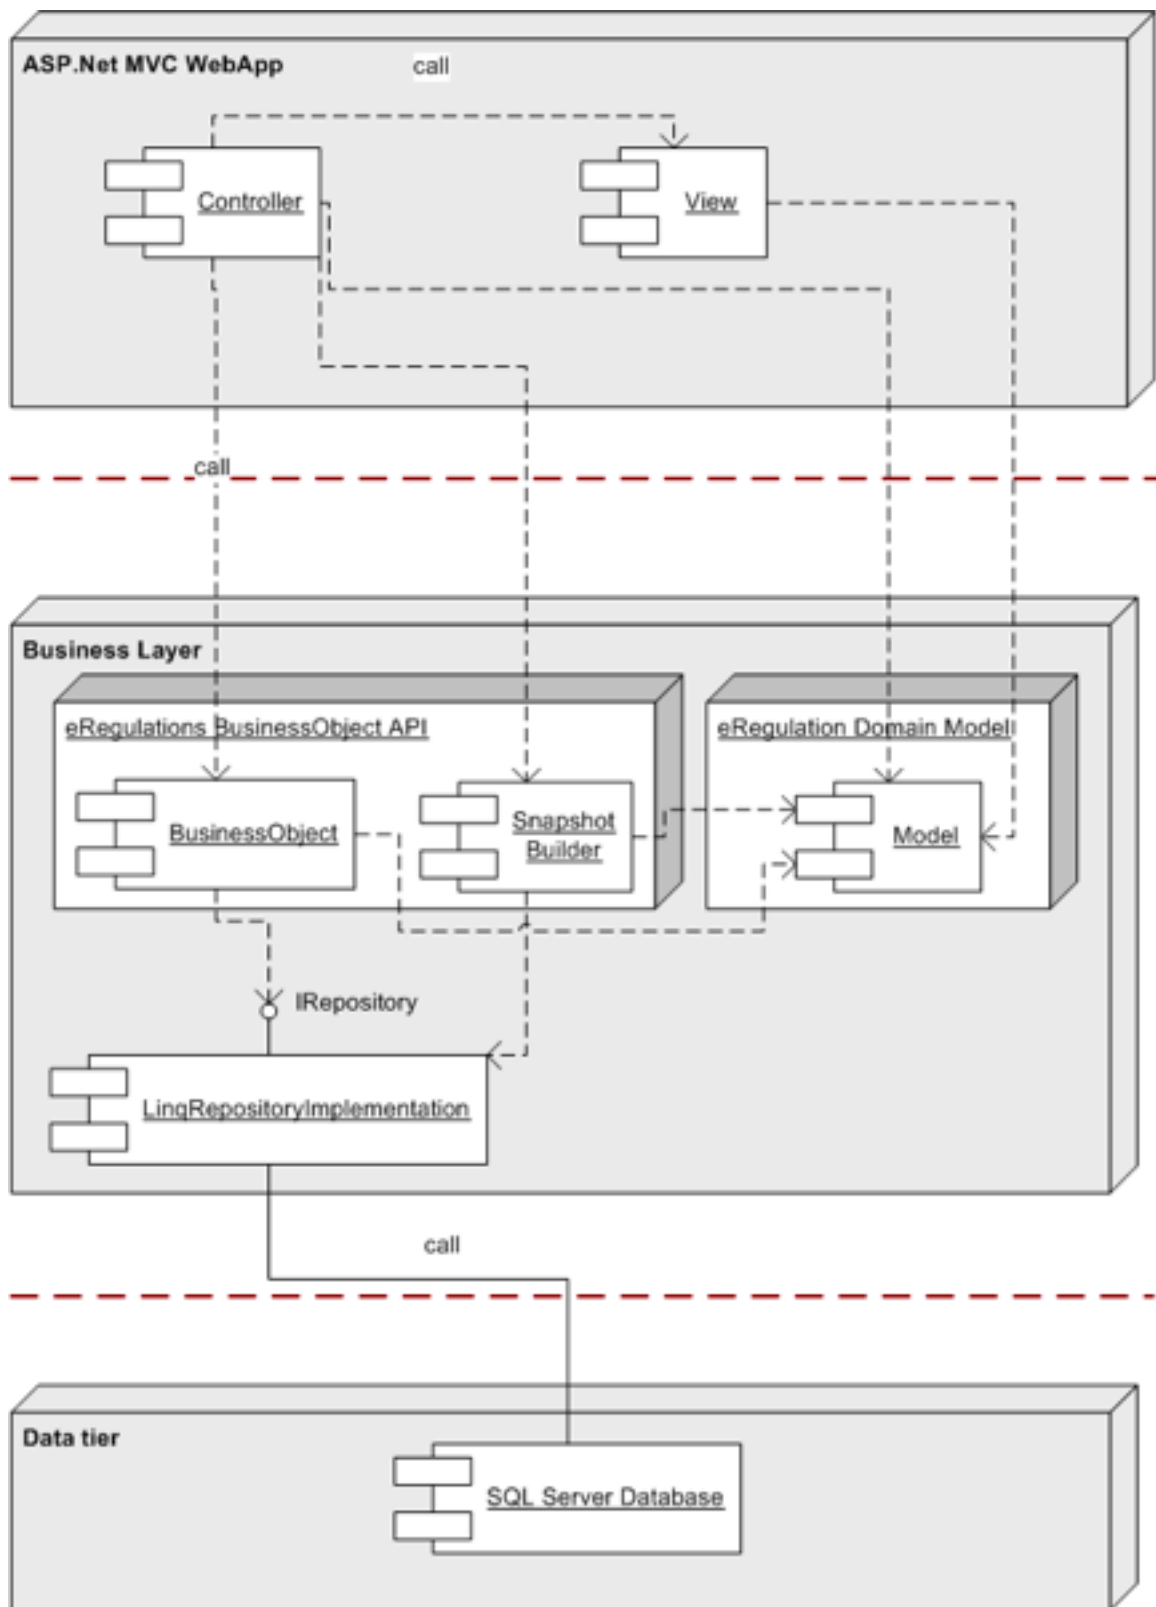 ASP.Net MVC WebApp
call
Controller
View
call
Business Layer
eRegulations BusinessObject API
eRegulation Domain Model
BusinessObject
Snapshot
Builder
Model
IRepository
LinqRepositoryImplementation
call
Data tier
SQL Server Database